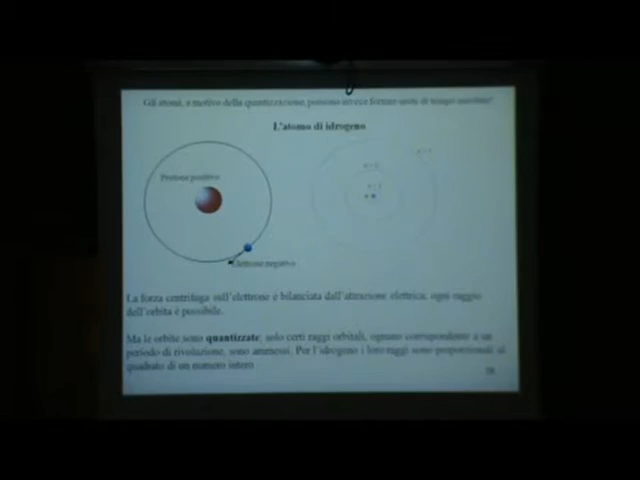 Gli atomi, a motivo della quantizzazione, possono invece fornire unità di tempo
L'atomo di idrogeno
Protone positivo
n = 2
n = 1
Elettrone negativo
La forza centrifuga sull'elettrone è bilanciata dall'attrazione elettrica; ogni raggio
dell'orbita è possibile.
Ma le orbite sono quantizzate; solo certi raggi orbitali, ognuno corrispondente a un
periodo di rivoluzione, sono ammessi. Per l'idrogeno i loro raggi sono proporzionali al
quadrato di un numero intero